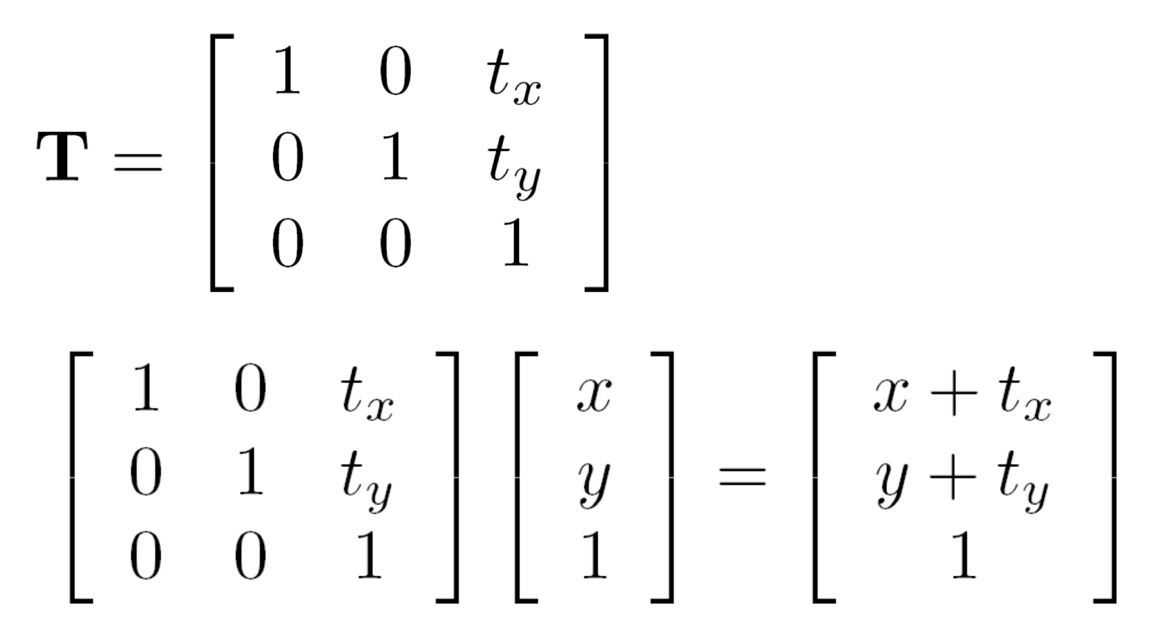 T = [ 1 0 t_x
0 1 t_y
0 0 1 ]
[ 1 0 t_x ] [ x ] = [ x + t_x ]
[ 0 1 t_y ] [ y ] = [ y + t_y ]
[ 0 0 1 ] [ 1 ] = [ 1 ]